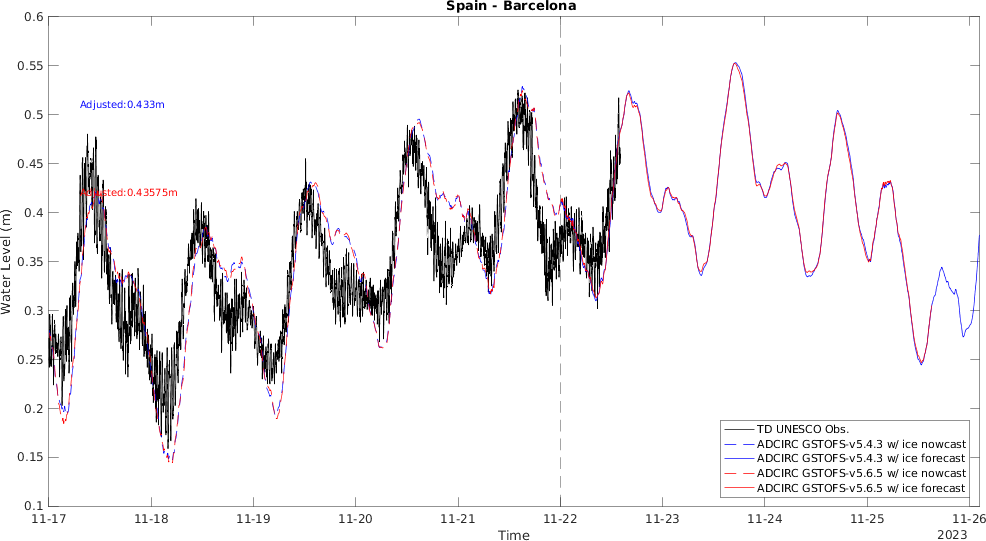 Spain - Barcelona
0.6
0.55
0.5
0.45
0.4
0.35
0.3
0.25
0.2
0.15
0.1
Water Level (m)
Adjusted:0.433m
Adjusted:0.43575m
TD UNESCO Obs.
ADCIRC GSTOFS-v5.4.3 w/ ice nowcast
ADCIRC GSTOFS-v5.4.3 w/ ice forecast
ADCIRC GSTOFS-v5.6.5 w/ ice nowcast
ADCIRC GSTOFS-v5.6.5 w/ ice forecast
11-17 11-18 11-19 11-20 11-21 11-22 11-23 11-24 11-25 11-26
Time
2023